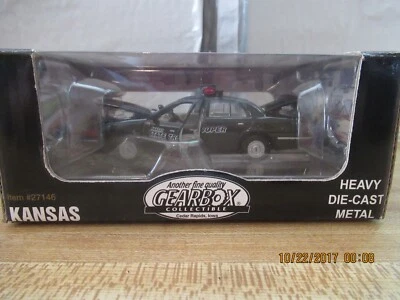 TROOPER
Item #27146
KANSAS
Another fine quality
GEARBOX
COLLECTIBLE
Cedar Rapids, Iowa
HEAVY
DIE-CAST
METAL
10/22/2017 00:08